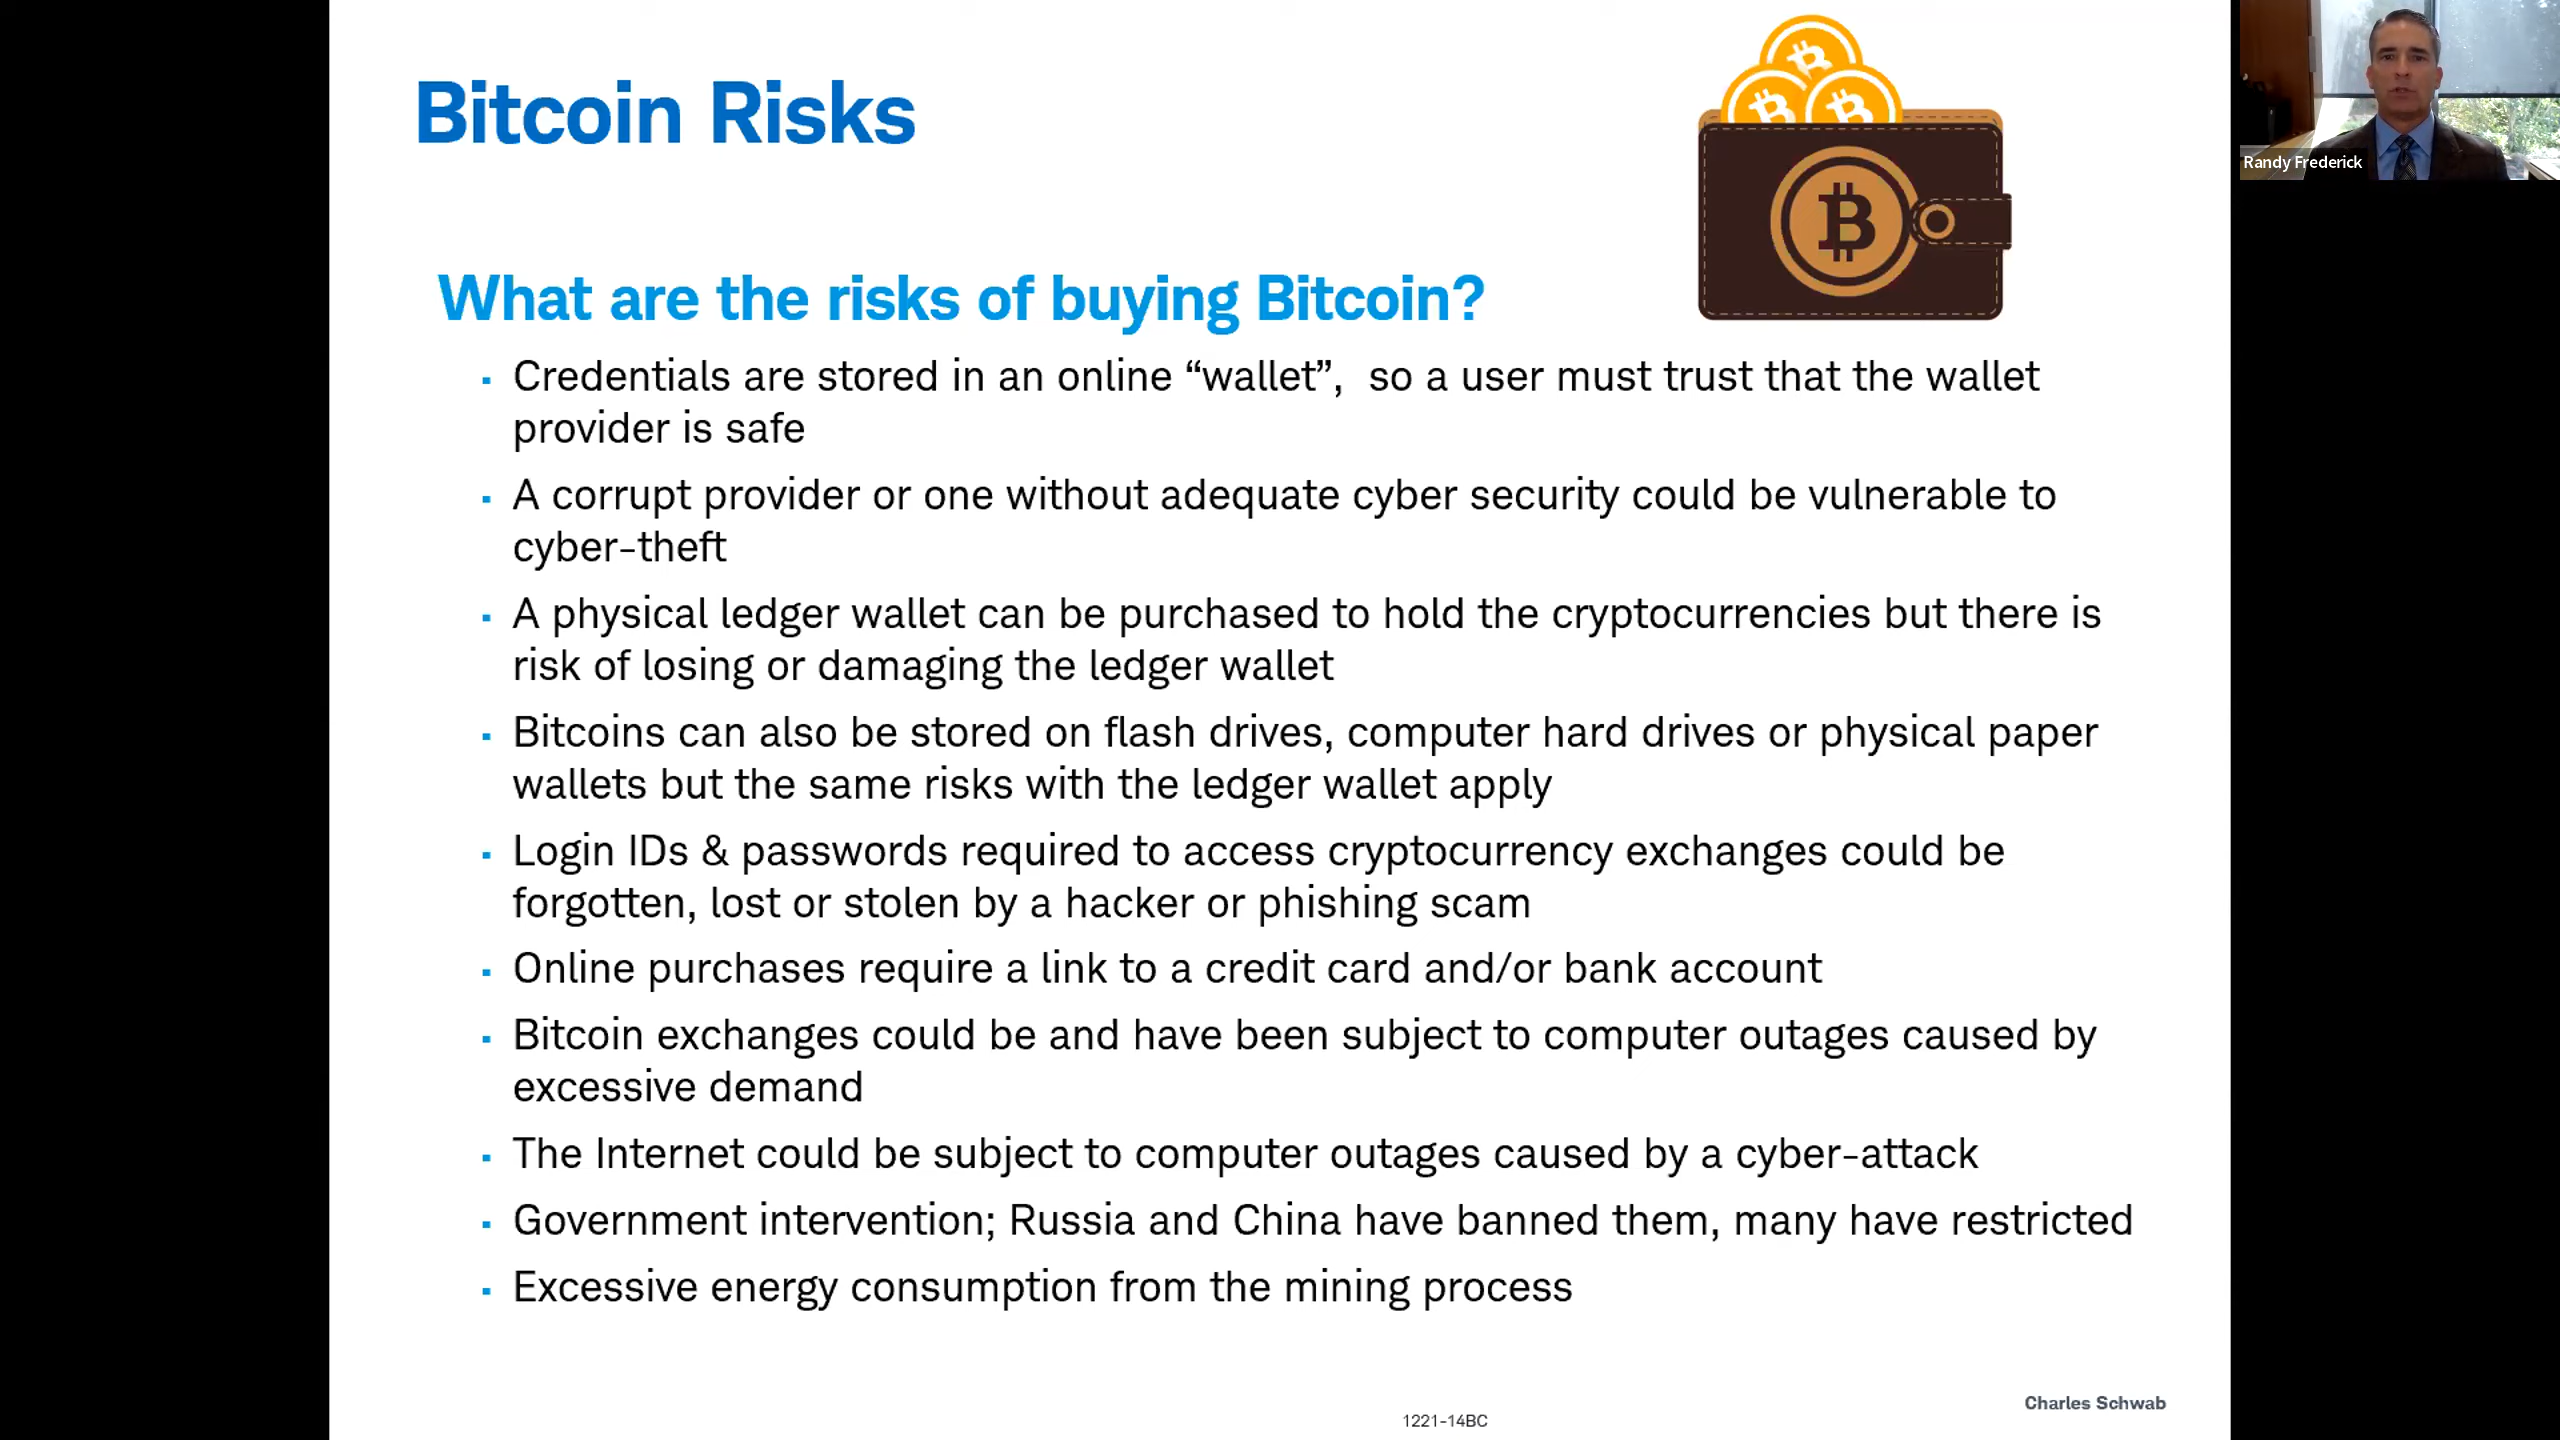 Bitcoin Risks
Randy Frederick
What are the risks of buying Bitcoin?
▪ Credentials are stored in an online “wallet”,  so a user must trust that the wallet
provider is safe
▪ A corrupt provider or one without adequate cyber security could be vulnerable to
cyber-theft
▪ A physical ledger wallet can be purchased to hold the cryptocurrencies but there is
risk of losing or damaging the ledger wallet
▪ Bitcoins can also be stored on flash drives, computer hard drives or physical paper
wallets but the same risks with the ledger wallet apply
▪ Login IDs & passwords required to access cryptocurrency exchanges could be
forgotten, lost or stolen by a hacker or phishing scam
▪ Online purchases require a link to a credit card and/or bank account
▪ Bitcoin exchanges could be and have been subject to computer outages caused by
excessive demand
▪ The Internet could be subject to computer outages caused by a cyber-attack
▪ Government intervention; Russia and China have banned them, many have restricted
▪ Excessive energy consumption from the mining process
Charles Schwab
1221-14BC